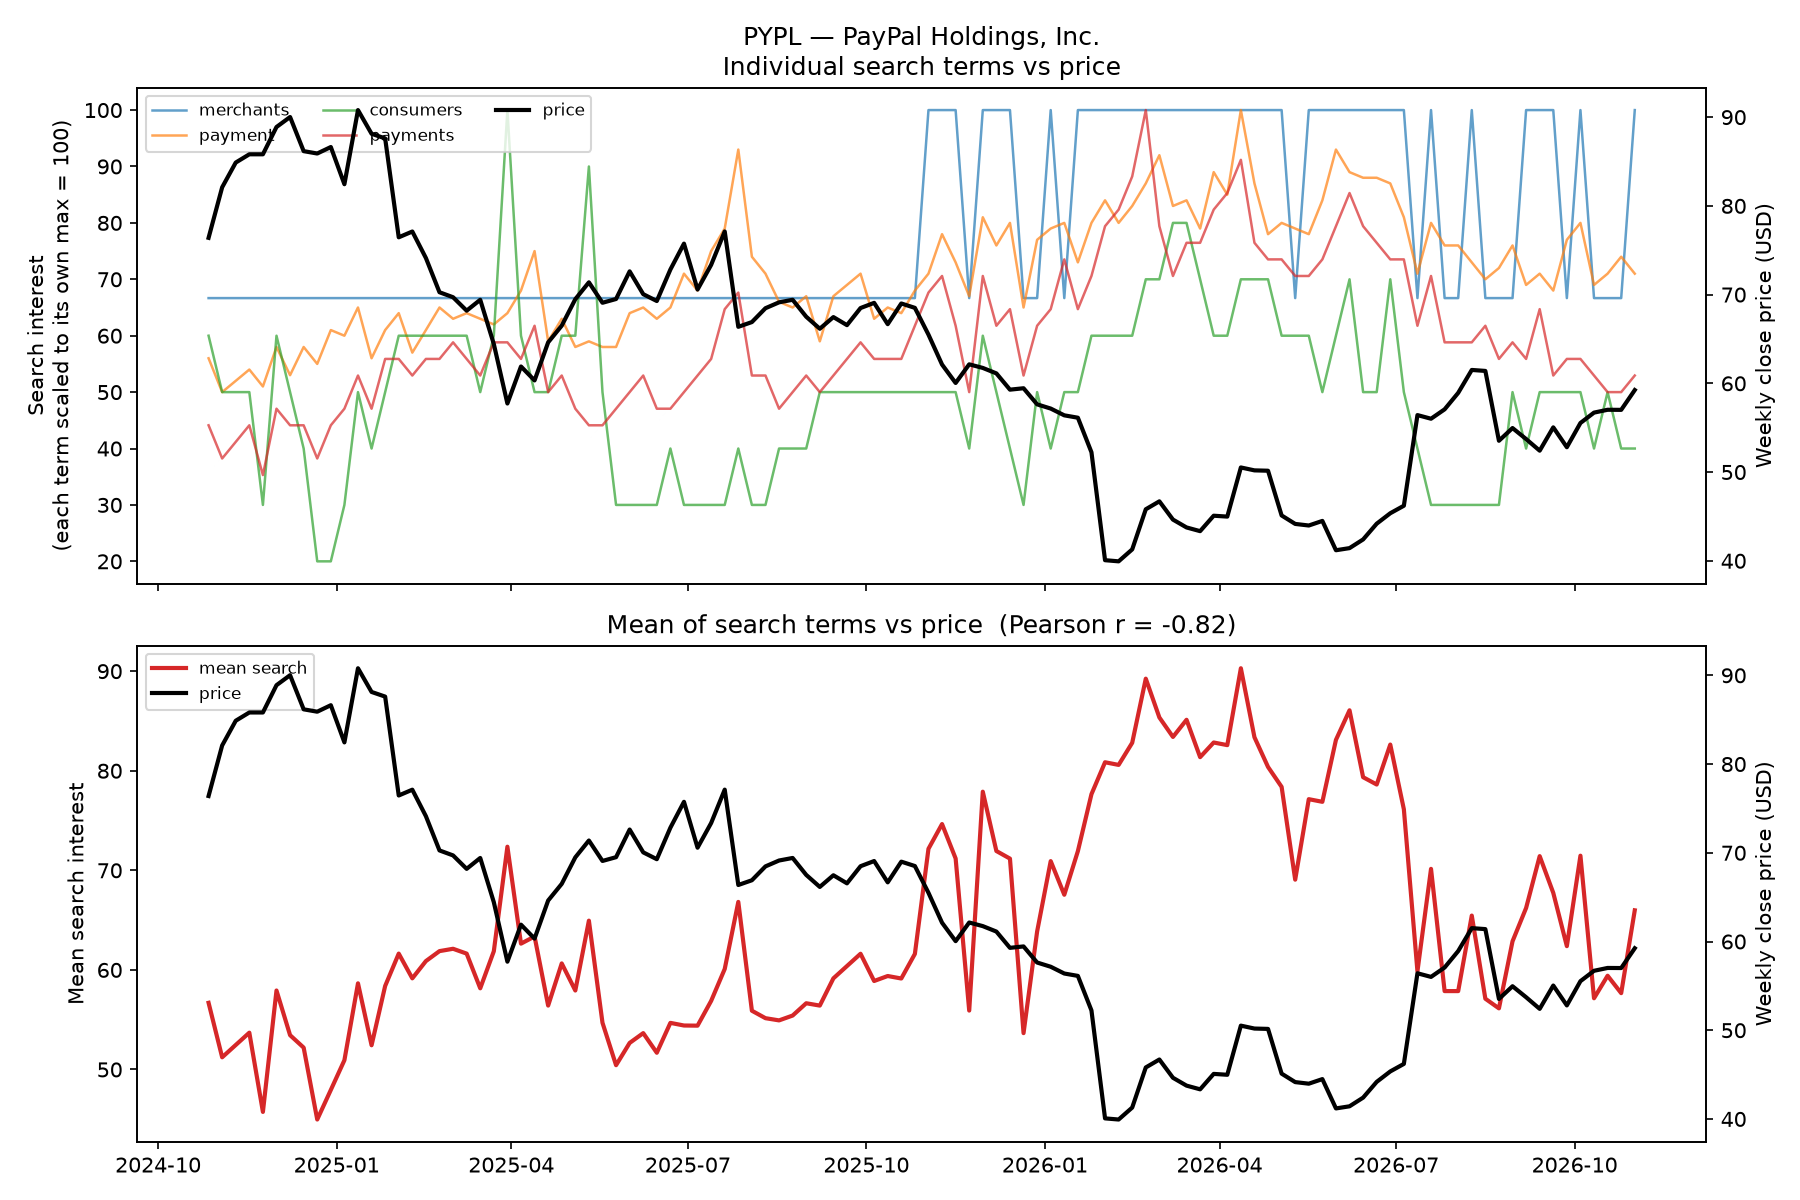 PYPL — PayPal Holdings, Inc.
Individual search terms vs price
merchants
payment
consumers
payments
price
Search interest
(each term scaled to its own max = 100)
100
90
80
70
60
50
40
30
20
90
80
70
60
50
40
Weekly close price (USD)
Mean of search terms vs price (Pearson r = -0.82)
mean search
price
Mean search interest
90
80
70
60
50
90
80
70
60
50
40
Weekly close price (USD)
2024-10
2025-01
2025-04
2025-07
2025-10
2026-01
2026-04
2026-07
2026-10